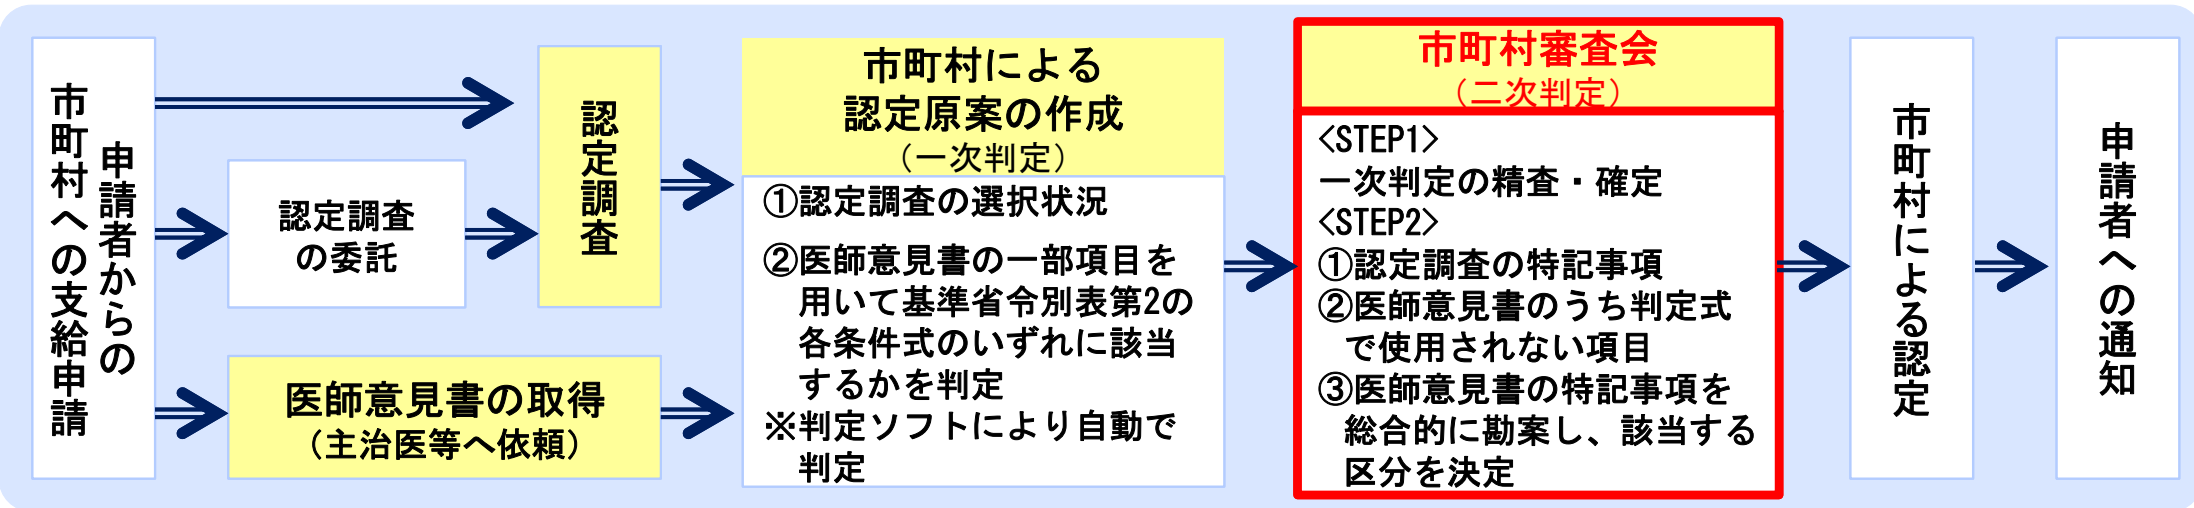 申請者からの
市町村への支給申請
認定調査
の委託
医師意見書の取得
（主治医等へ依頼）
認定調査
市町村による
認定原案の作成
（一次判定）
①認定調査の選択状況
②医師意見書の一部項目を
用いて基準省令別表第2の
各条件式のいずれに該当
するかを判定
※判定ソフトにより自動で
判定
市町村審査会
（二次判定）
<STEP1>
一次判定の精査・確定
<STEP2>
①認定調査の特記事項
②医師意見書のうち判定式
で使用されない項目
③医師意見書の特記事項を
総合的に勘案し、該当する
区分を決定
市町村による認定
申請者への通知